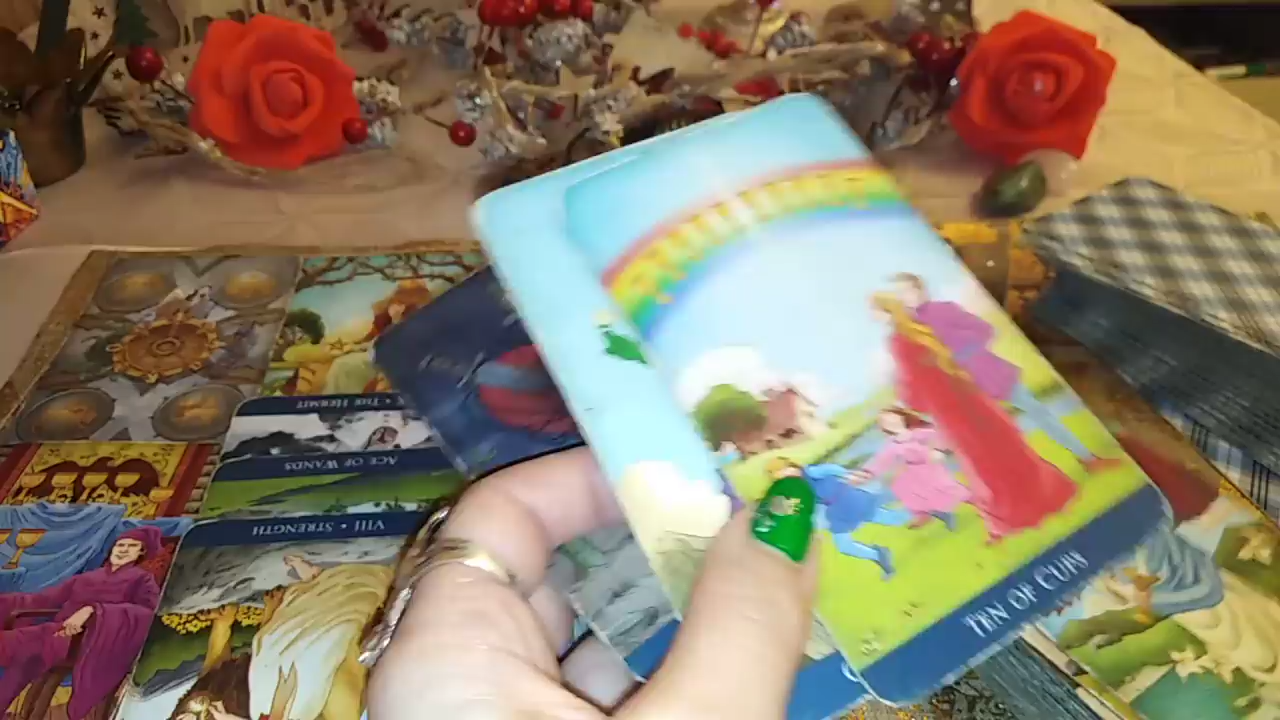 X • THE HERMIT
ACE OF WANDS
VIII • STRENGTH
TEN OF CUPS